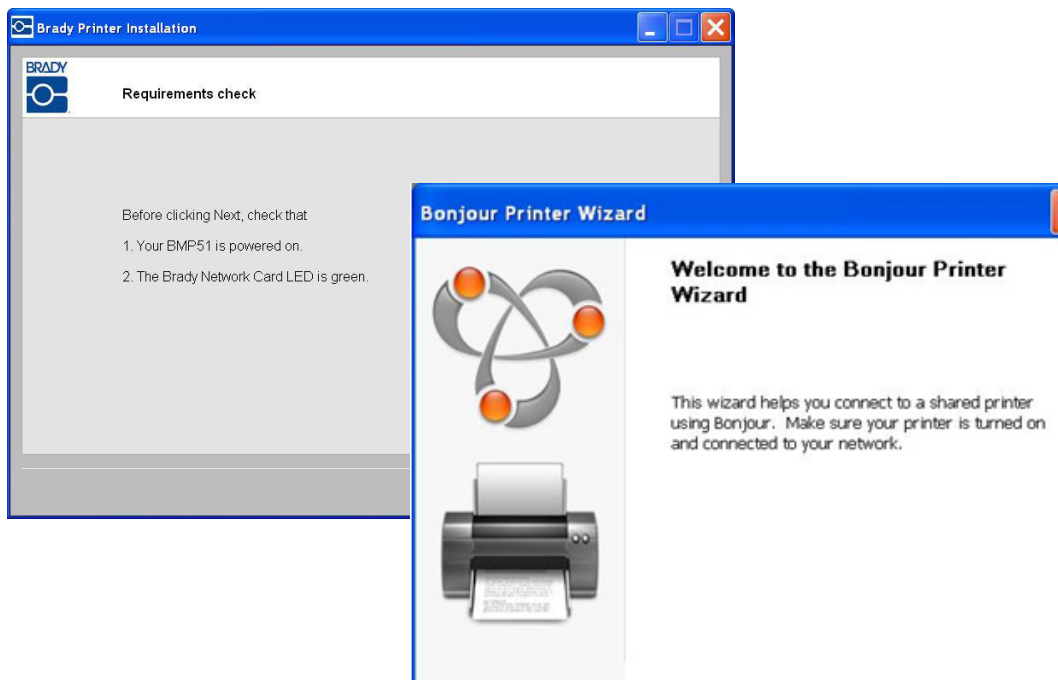 Brady Printer Installation
BRADY
Requirements check
Before clicking Next, check that
1. Your BMP51 is powered on.
2. The Brady Network Card LED is green.
Bonjour Printer Wizard
Welcome to the Bonjour Printer
Wizard
This wizard helps you connect to a shared printer
using Bonjour. Make sure your printer is turned on
and connected to your network.